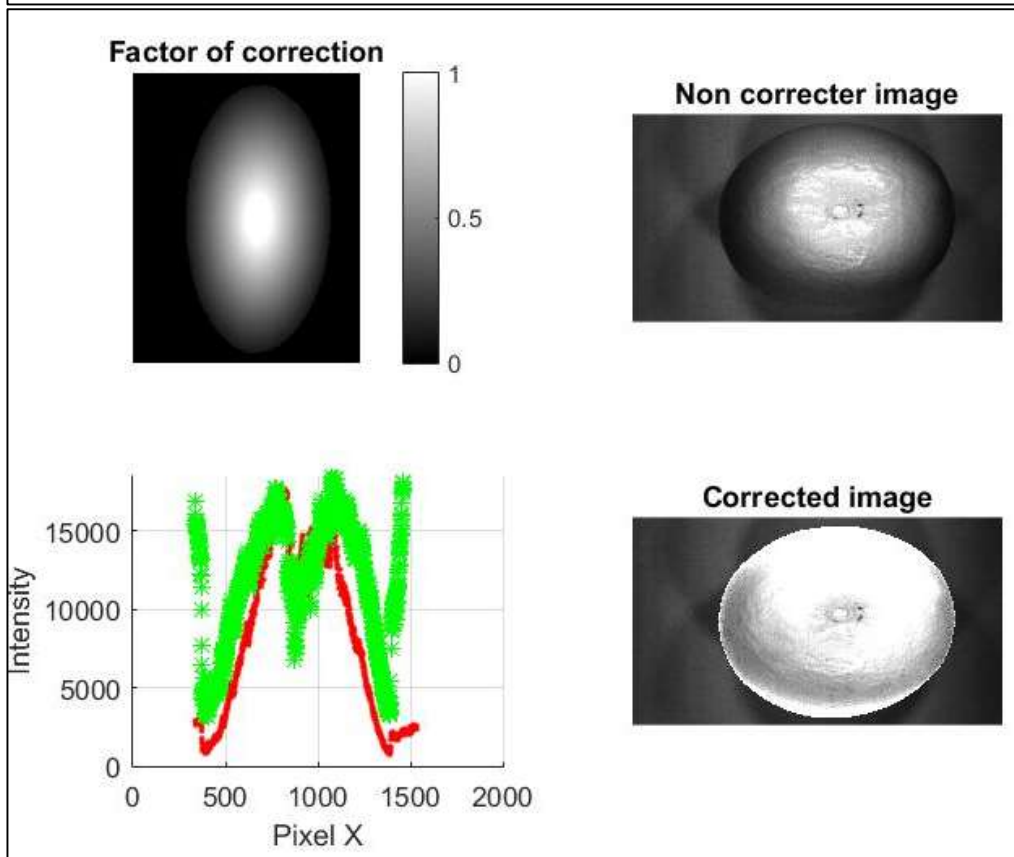 Factor of correction
1
0.5
0
Non correcter image
Intensity
15000
10000
5000
0
0 500 1000 1500 2000
Pixel X
Corrected image